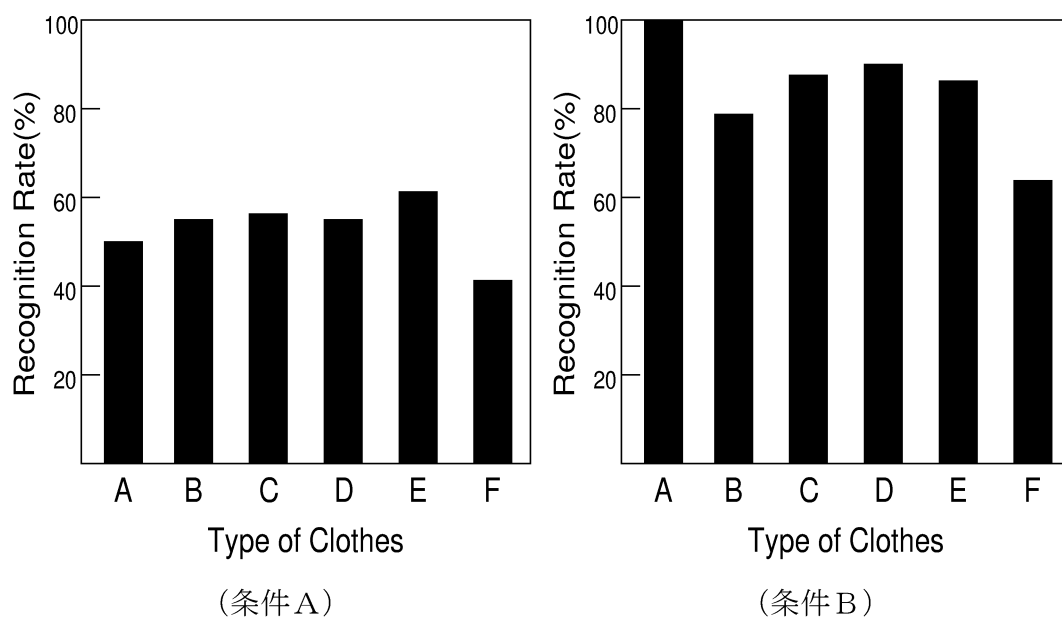 100
80
60
40
20
Recognition Rate(%)
A B C D E F
Type of Clothes
（条件A）
100
80
60
40
20
Recognition Rate(%)
A B C D E F
Type of Clothes
（条件B）